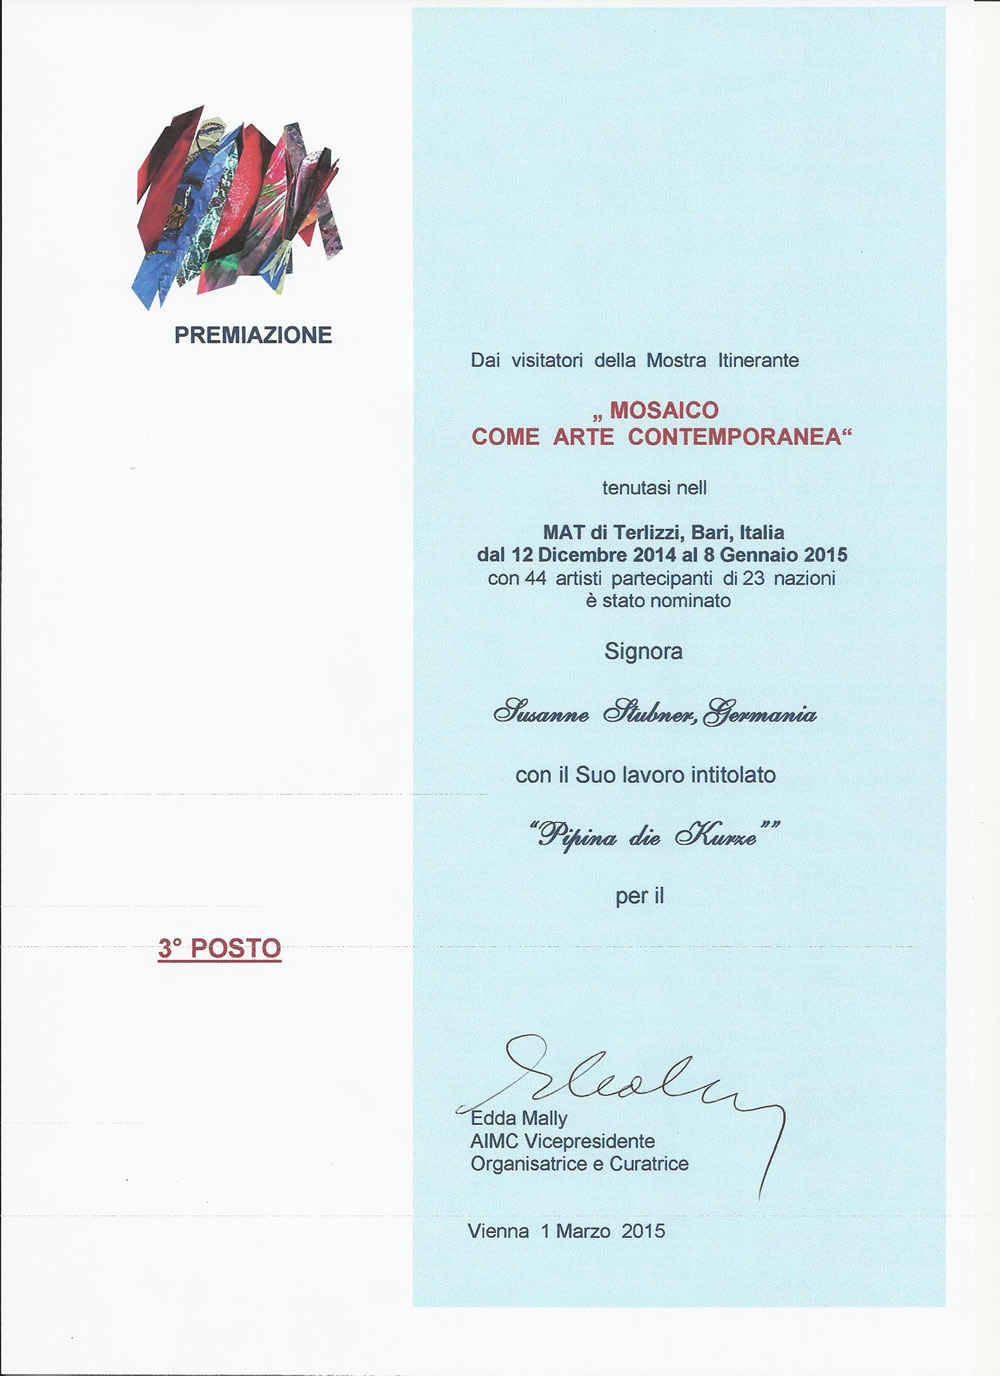 PREMIAZIONE
Dai visitatori della Mostra Itinerante
„ MOSAICO
COME ARTE CONTEMPORANEA“
tenutasi nell
MAT di Terlizzi, Bari, Italia
dal 12 Dicembre 2014 al 8 Gennaio 2015
con 44 artisti partecipanti di 23 nazioni
è stato nominato
Signora
Susanne Stubner, Germania
con il Suo lavoro intitolato
“Pipina die Kurze””
per il
3° POSTO
Edda Mally
AIMC Vicepresidente
Organisatrice e Curatrice
Vienna 1 Marzo 2015